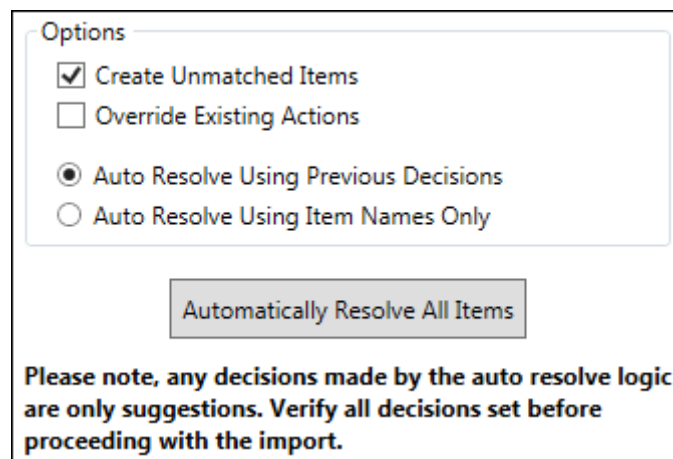 Options
Create Unmatched Items
Override Existing Actions
Auto Resolve Using Previous Decisions
Auto Resolve Using Item Names Only
Automatically Resolve All Items
Please note, any decisions made by the auto resolve logic
are only suggestions. Verify all decisions set before
proceeding with the import.